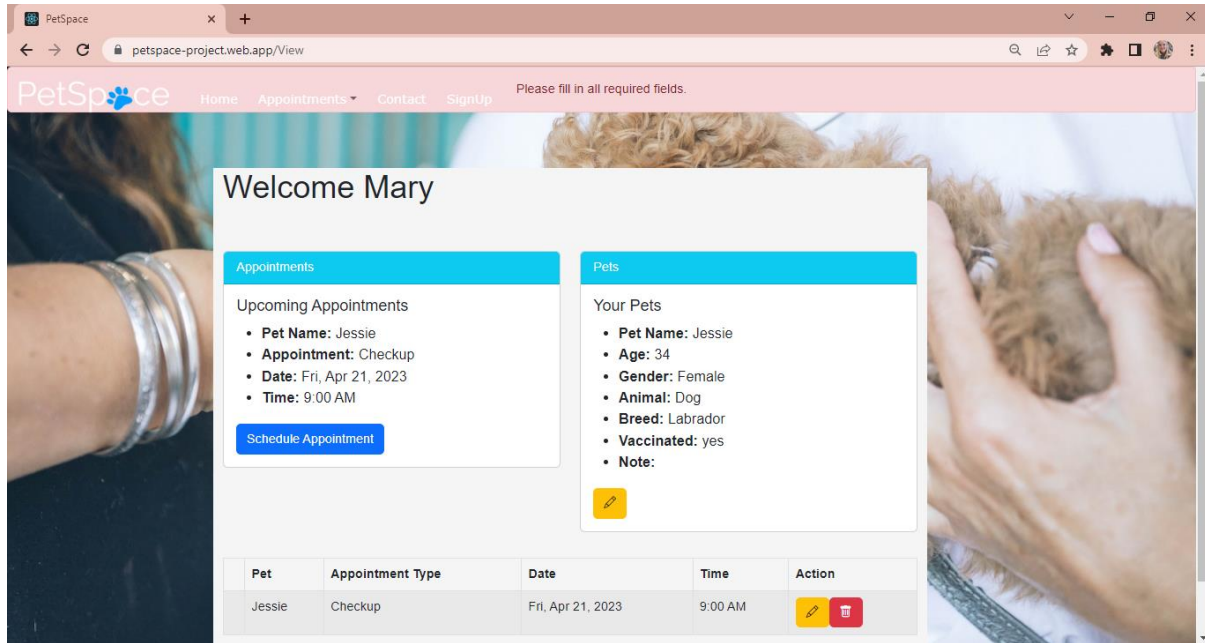 PetSpace
petspace-project.web.app/View
PetSpace Home Appointments Contact SignUp Please fill in all required fields.
Welcome Mary
Appointments
Upcoming Appointments
Pet Name: Jessie
Appointment: Checkup
Date: Fri, Apr 21, 2023
Time: 9:00 AM
Schedule Appointment
Pets
Your Pets
Pet Name: Jessie
Age: 34
Gender: Female
Animal: Dog
Breed: Labrador
Vaccinated: yes
Note:
Pet Appointment Type Date Time Action
Jessie Checkup Fri, Apr 21, 2023 9:00 AM